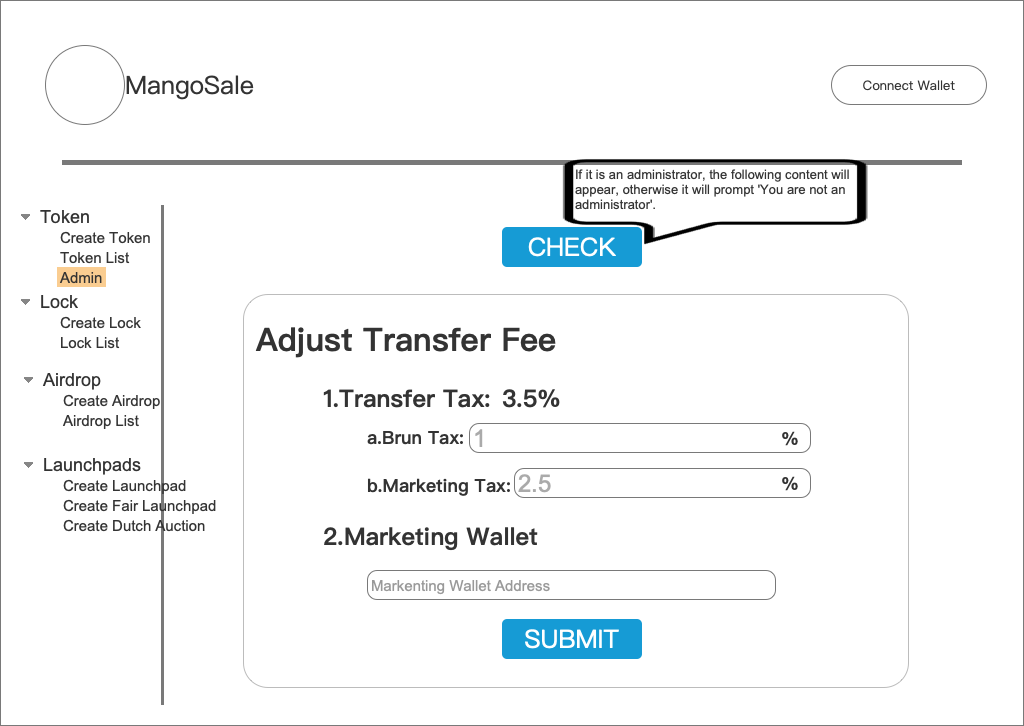 MangoSale
Connect Wallet
If it is an administrator, the following content will
appear, otherwise it will prompt 'You are not an
administrator'.
CHECK
Token
Create Token
Token List
Admin
Lock
Create Lock
Lock List
Airdrop
Create Airdrop
Airdrop List
Launchpads
Create Launchpad
Create Fair Launchpad
Create Dutch Auction
Adjust Transfer Fee
1.Transfer Tax: 3.5%
a.Brun Tax: 1 %
b.Marketing Tax: 2.5 %
2.Marketing Wallet
Markenting Wallet Address
SUBMIT